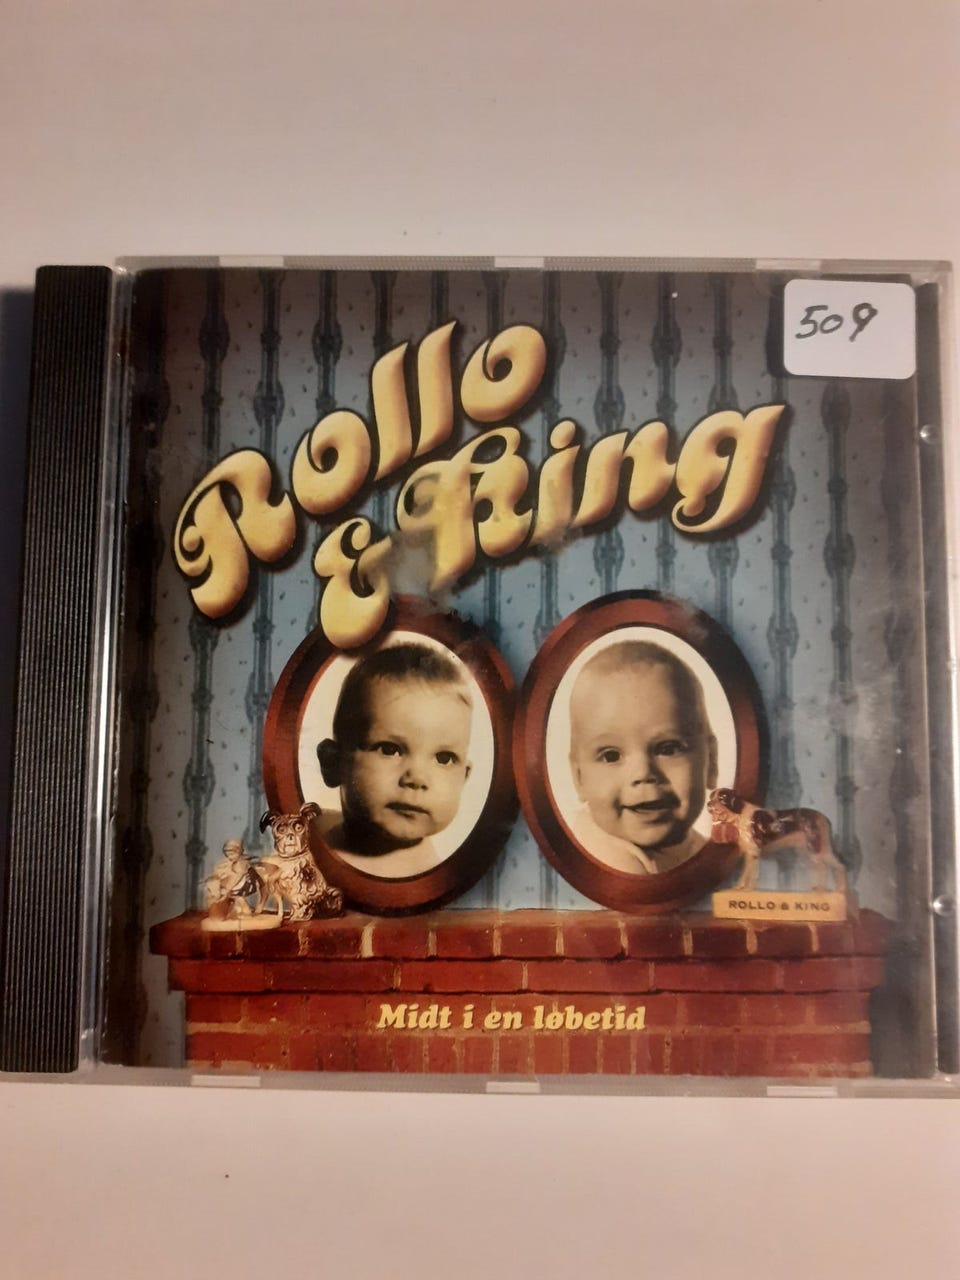 509
Rollo
& King
ROLLO & KING
Midt i en løbetid